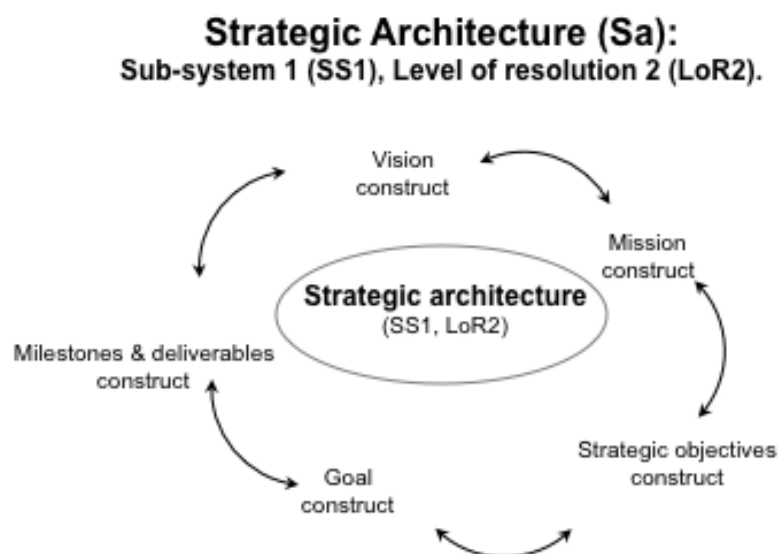 Strategic Architecture (Sa):
Sub-system 1 (SS1), Level of resolution 2 (LoR2).
Vision
construct
Mission
construct
Strategic architecture
(SS1, LoR2)
Milestones & deliverables
construct
Strategic objectives
construct
Goal
construct